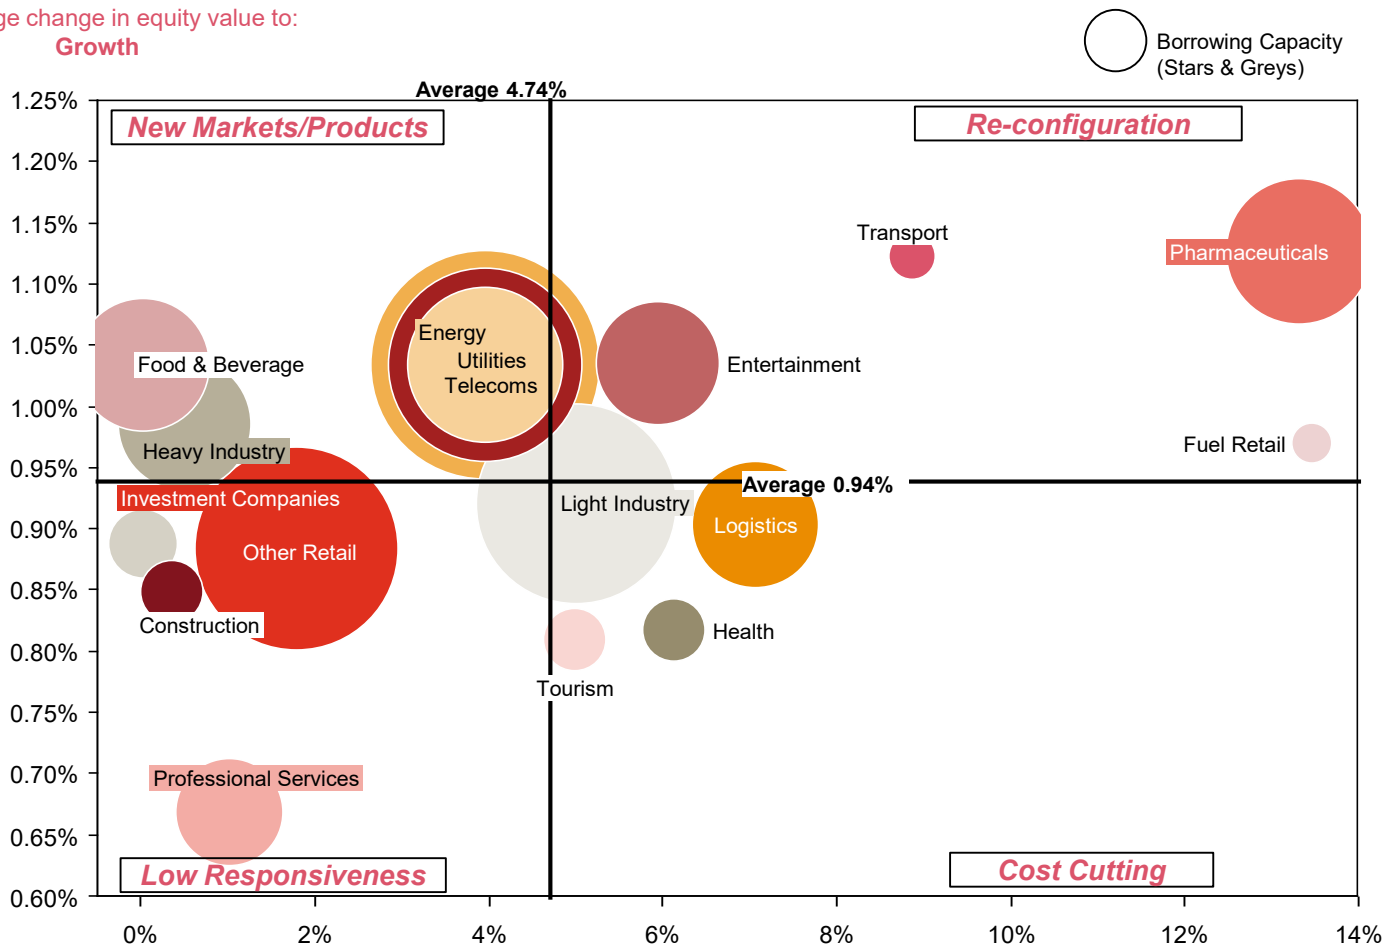 ge change in equity value to:
Growth
Borrowing Capacity
(Stars & Greys)
Average 4.74%
1.25%
New Markets/Products
Re-configuration
1.20%
1.15%
Transport
Pharmaceuticals
1.10%
Energy
1.05%
Food & Beverage
Utilities
Entertainment
Telecoms
1.00%
Heavy Industry
Fuel Retail
0.95%
Average 0.94%
Investment Companies
Light Industry
0.90%
Logistics
Other Retail
0.85%
Construction
Health
0.80%
Tourism
0.75%
0.70%
Professional Services
0.65%
Low Responsiveness
Cost Cutting
0.60%
0%
2%
4%
6%
8%
10%
12%
14%